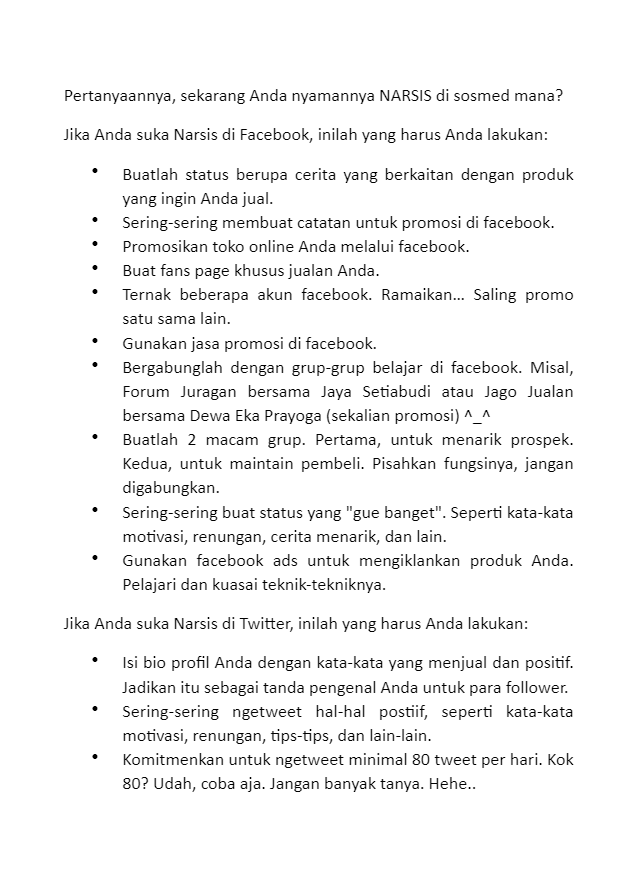 Pertanyaannya, sekarang Anda nyamannya NARSIS di sosmed mana?
Jika Anda suka Narsis di Facebook, inilah yang harus Anda lakukan:
• Buatlah status berupa cerita yang berkaitan dengan produk
yang ingin Anda jual.
• Sering-sering membuat catatan untuk promosi di facebook.
• Promosikan toko online Anda melalui facebook.
• Buat fans page khusus jualan Anda.
• Ternak beberapa akun facebook. Ramaikan... Saling promo
satu sama lain.
• Gunakan jasa promosi di facebook.
• Bergabunglah dengan grup-grup belajar di facebook. Misal,
Forum Juragan bersama Jaya Setiabudi atau Jago Jualan
bersama Dewa Eka Prayoga (sekalian promosi) ^_^
• Buatlah 2 macam grup. Pertama, untuk menarik prospek.
Kedua, untuk maintain pembeli. Pisahkan fungsinya, jangan
digabungkan.
• Sering-sering buat status yang "gue banget". Seperti kata-kata
motivasi, renungan, cerita menarik, dan lain.
• Gunakan facebook ads untuk mengiklankan produk Anda.
Pelajari dan kuasai teknik-tekniknya.
Jika Anda suka Narsis di Twitter, inilah yang harus Anda lakukan:
• Isi bio profil Anda dengan kata-kata yang menjual dan positif.
Jadikan itu sebagai tanda pengenal Anda untuk para follower.
• Sering-sering ngetweet hal-hal postiif, seperti kata-kata
motivasi, renungan, tips-tips, dan lain-lain.
• Komitmenkan untuk ngetweet minimal 80 tweet per hari. Kok
80? Udah, coba aja. Jangan banyak tanya. Hehe..